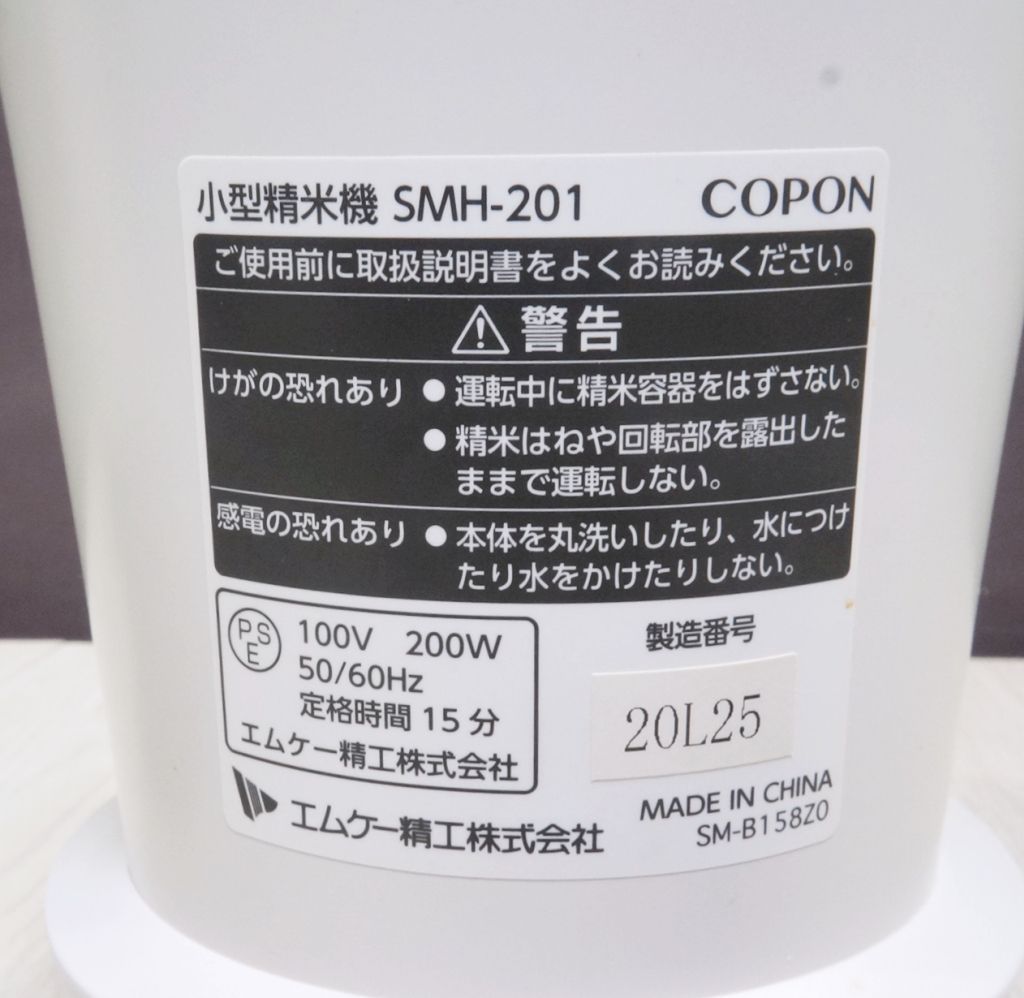 小型精米機 SMH-201 COPON
ご使用前に取扱説明書をよくお読みください。
警告
けがの恐れあり ●運転中に精米容器をはずさない。
●精米はねや回転部を露出した
ままで運転しない。
感電の恐れあり ●本体を丸洗いしたり、水につけ
たり水をかけたりしない。
PSE
100V 200W
50/60Hz
定格時間 15 分
エムケー精工株式会社
製造番号
20L25
エムケー精工株式会社
MADE IN CHINA
SM-B158Z0